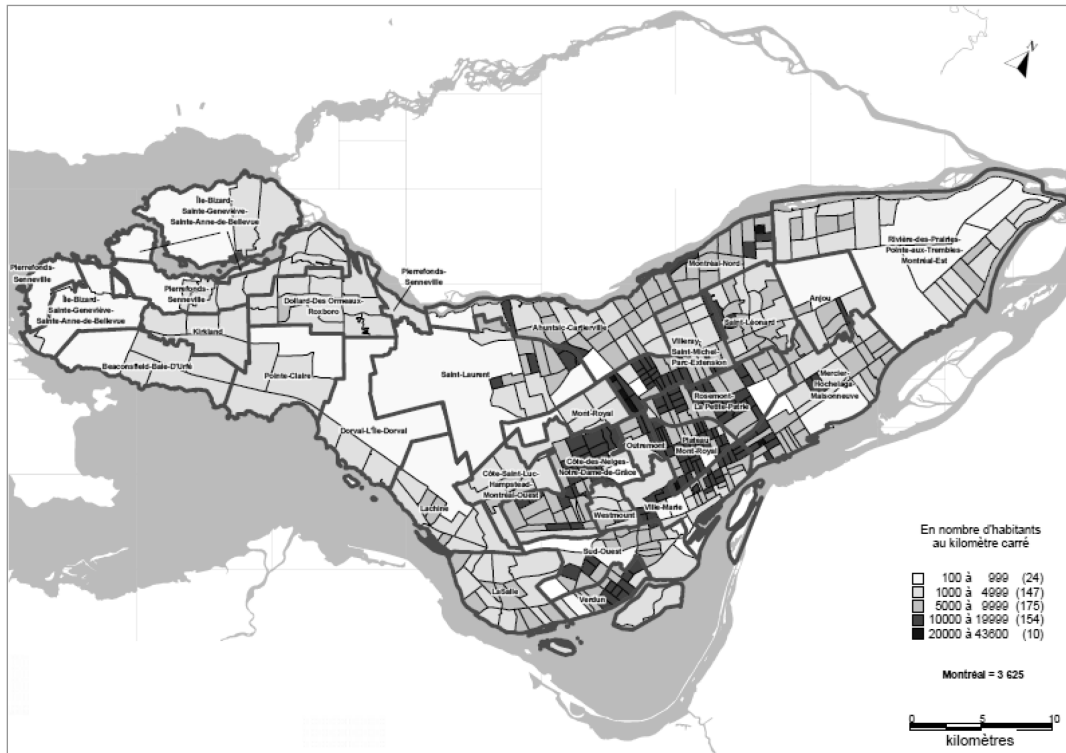 N
Île-Bizard-
Sainte-Geneviève-
Sainte-Anne-de-Bellevue
Pierrefonds-
Senneville
Île-Bizard-
Sainte-Geneviève-
Sainte-Anne-de-Bellevue
Pierrefonds-
Senneville
Pierrefonds-
Senneville
Dollard-Des Ormeaux-
Roxboro
Kirkland
Beaconsfield-Baie-D'Urfé
Pointe-Claire
Dorval-L'Île-Dorval
Saint-Laurent
Ahuntsic-Cartierville
Montréal-Nord
Rivière-des-Prairies-
Pointe-aux-Trembles-
Montréal-Est
Anjou
Saint-Léonard
Villeray
Saint-Michel-
Parc-Extension
Mercier-
Hochelaga-
Maisonneuve
Rosemont-
La Petite-Patrie
Mont-Royal
Outremont
Plateau
Mont-Royal
Côte-des-Neiges-
Notre-Dame-de-Grâce
Côte-Saint-Luc-
Hampstead-
Montréal-Ouest
Westmount
Ville-Marie
Lachine
Sud-Ouest
LaSalle
Verdun
En nombre d'habitants
au kilomètre carré
100 à 999 (24)
1000 à 4999 (147)
5000 à 9999 (175)
10000 à 19999 (154)
20000 à 43600 (10)
Montréal = 3 625
0 5 10
kilomètres